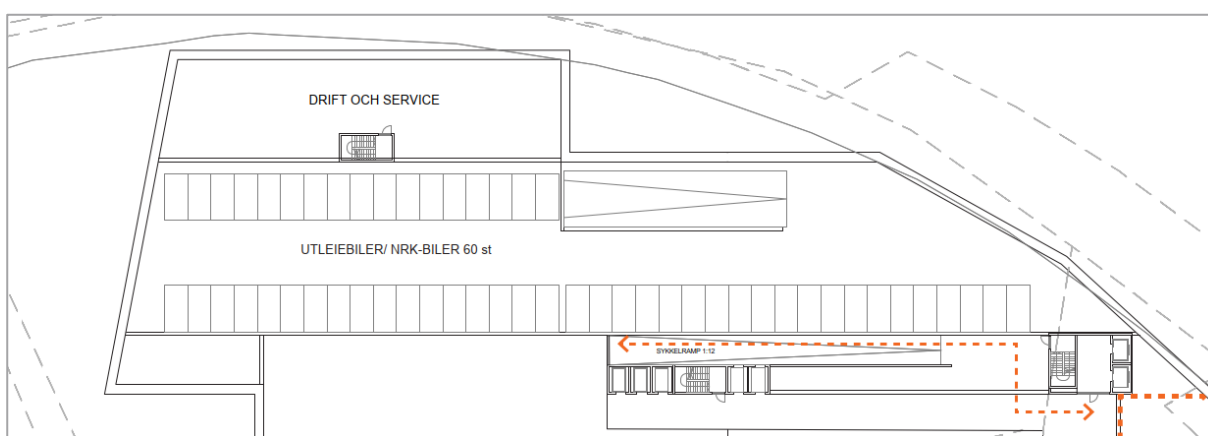 DRIFT OCH SERVICE
UTLEIEBILER/ NRK-BILER 60 st
SYKKELRAMP 1:12